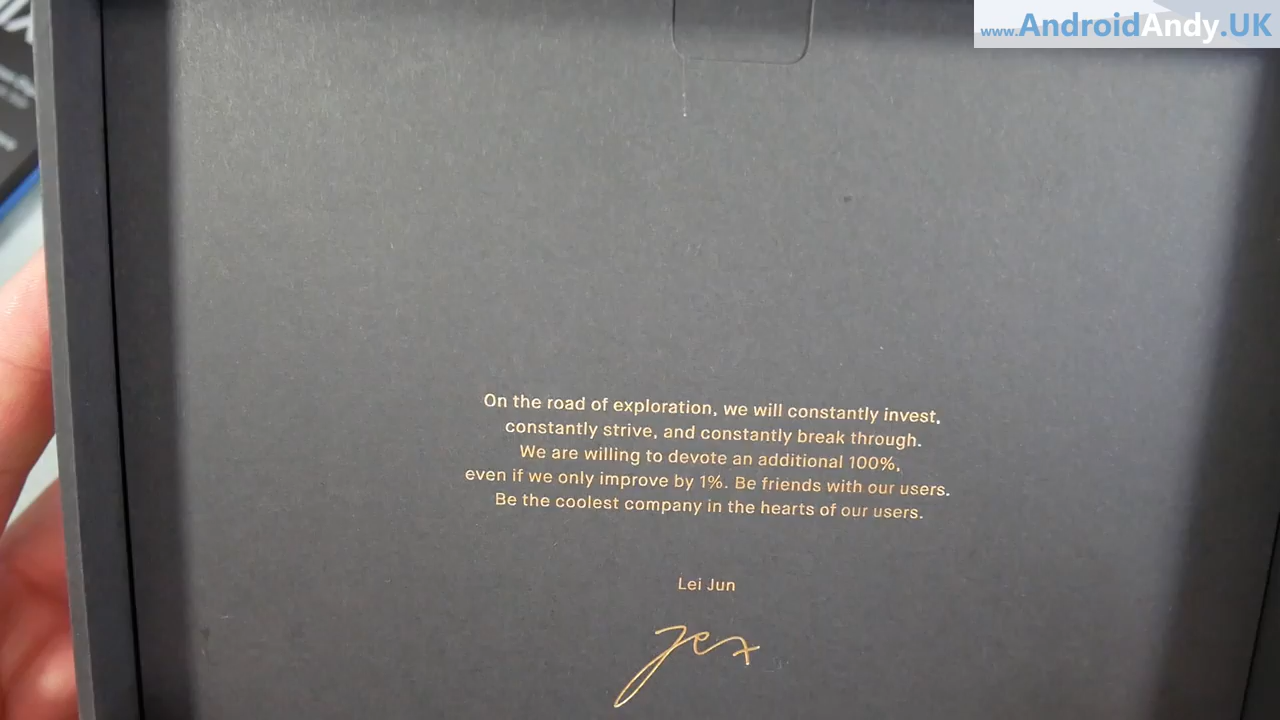 www.AndroidAndy.UK
On the road of exploration, we will constantly invest,
constantly strive, and constantly break through.
We are willing to devote an additional 100%,
even if we only improve by 1%. Be friends with our users.
Be the coolest company in the hearts of our users.
Lei Jun